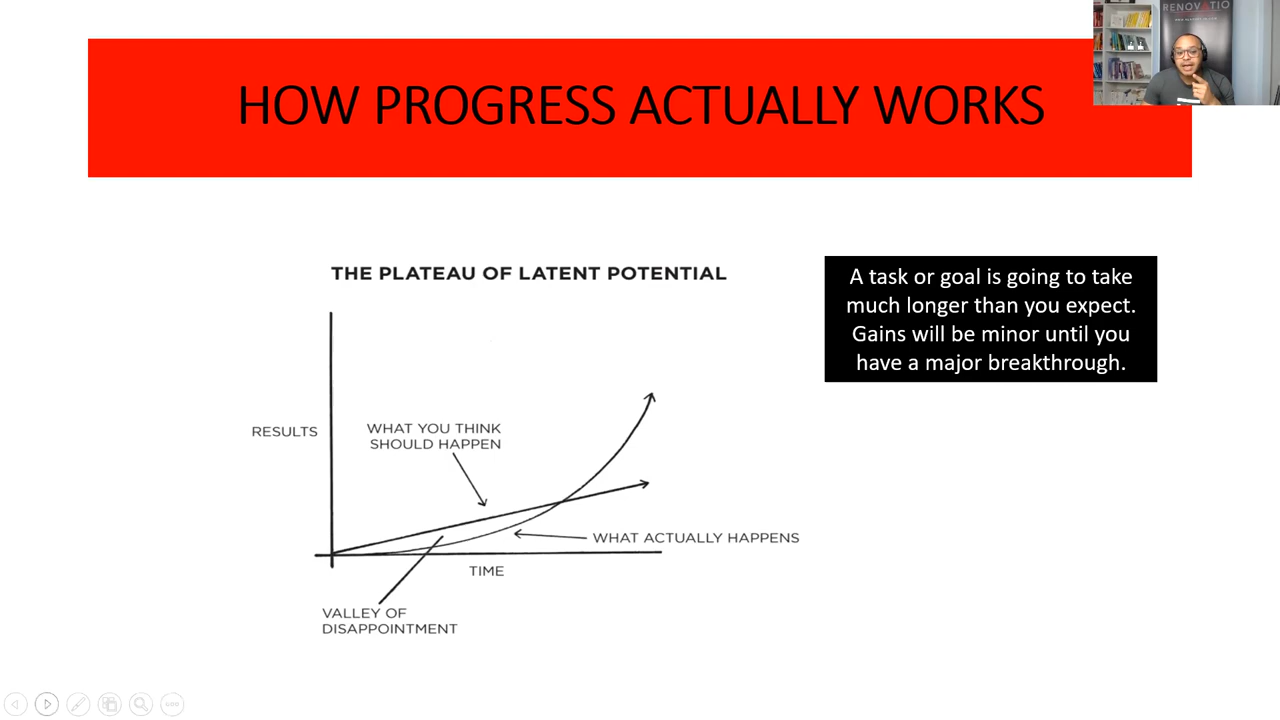 HOW PROGRESS ACTUALLY WORKS
RENOVATIO
THE PLATEAU OF LATENT POTENTIAL
A task or goal is going to take
much longer than you expect.
Gains will be minor until you
have a major breakthrough.
RESULTS
WHAT YOU THINK
SHOULD HAPPEN
WHAT ACTUALLY HAPPENS
TIME
VALLEY OF
DISAPPOINTMENT